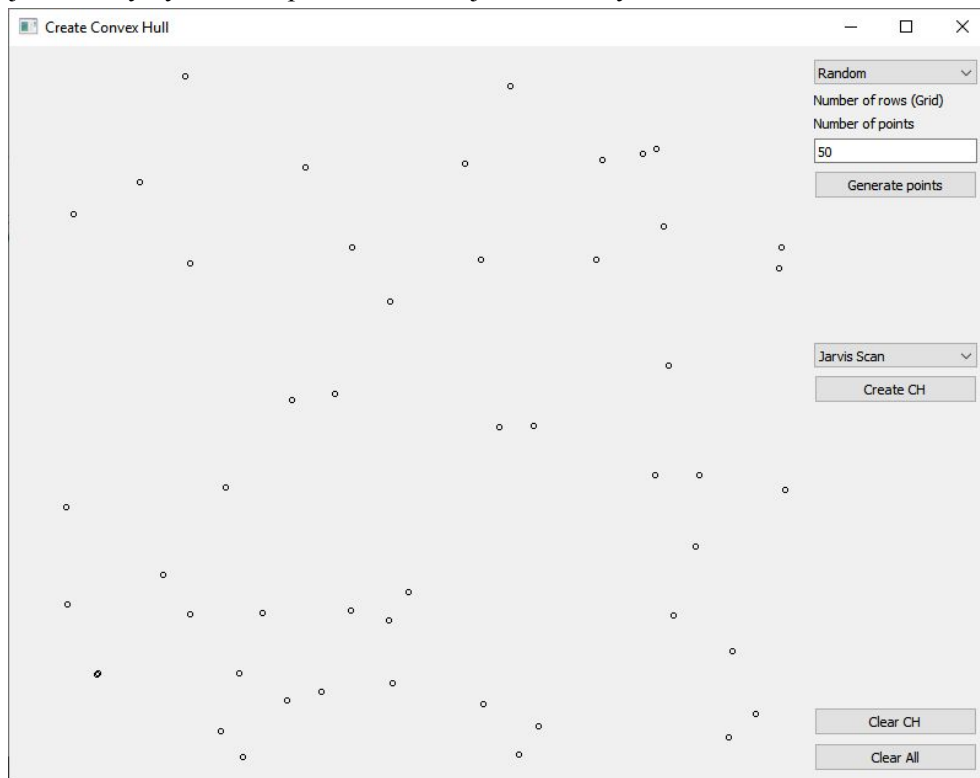 Create Convex Hull
Random
Number of rows (Grid)
Number of points
50
Generate points
Jarvis Scan
Create CH
Clear CH
Clear All